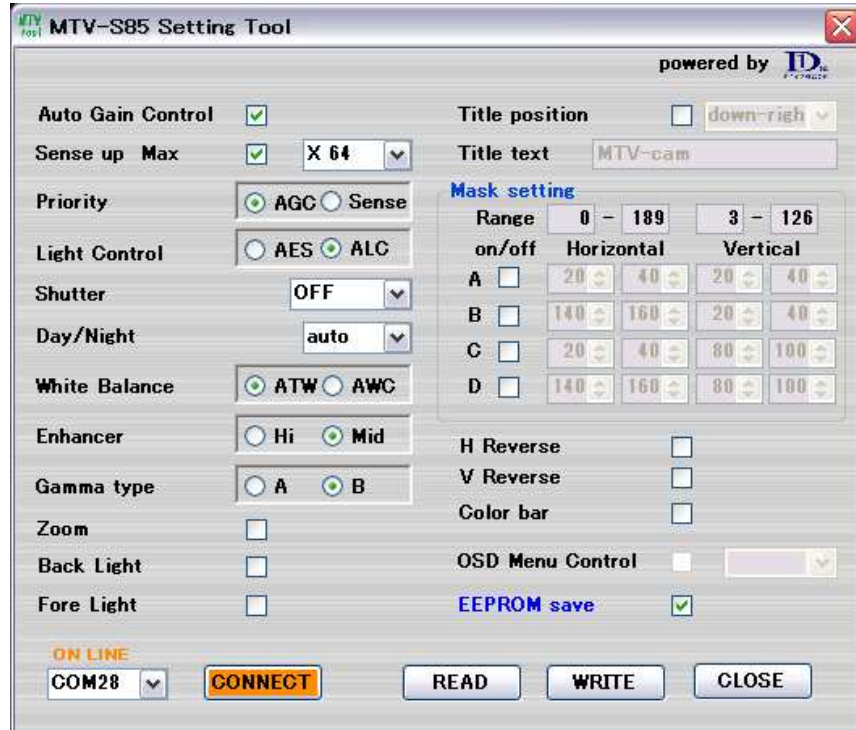 MTV tool MTV-S85 Setting Tool
powered by
Auto Gain Control
Sense up Max X 64
Priority AGC Sense
Light Control AES ALC
Shutter OFF
Day/Night auto
White Balance ATW AWC
Enhancer Hi Mid
Gamma type A B
Zoom
Back Light
Fore Light
Title position down-righ
Title text MTV-cam
Mask setting
Range 0 - 189 3 - 126
on/off Horizontal Vertical
A 20 40 20 40
B 140 160 20 40
C 20 40 80 100
D 140 160 80 100
H Reverse
V Reverse
Color bar
OSD Menu Control
EEPROM save
ON LINE
COM28 CONNECT READ WRITE CLOSE